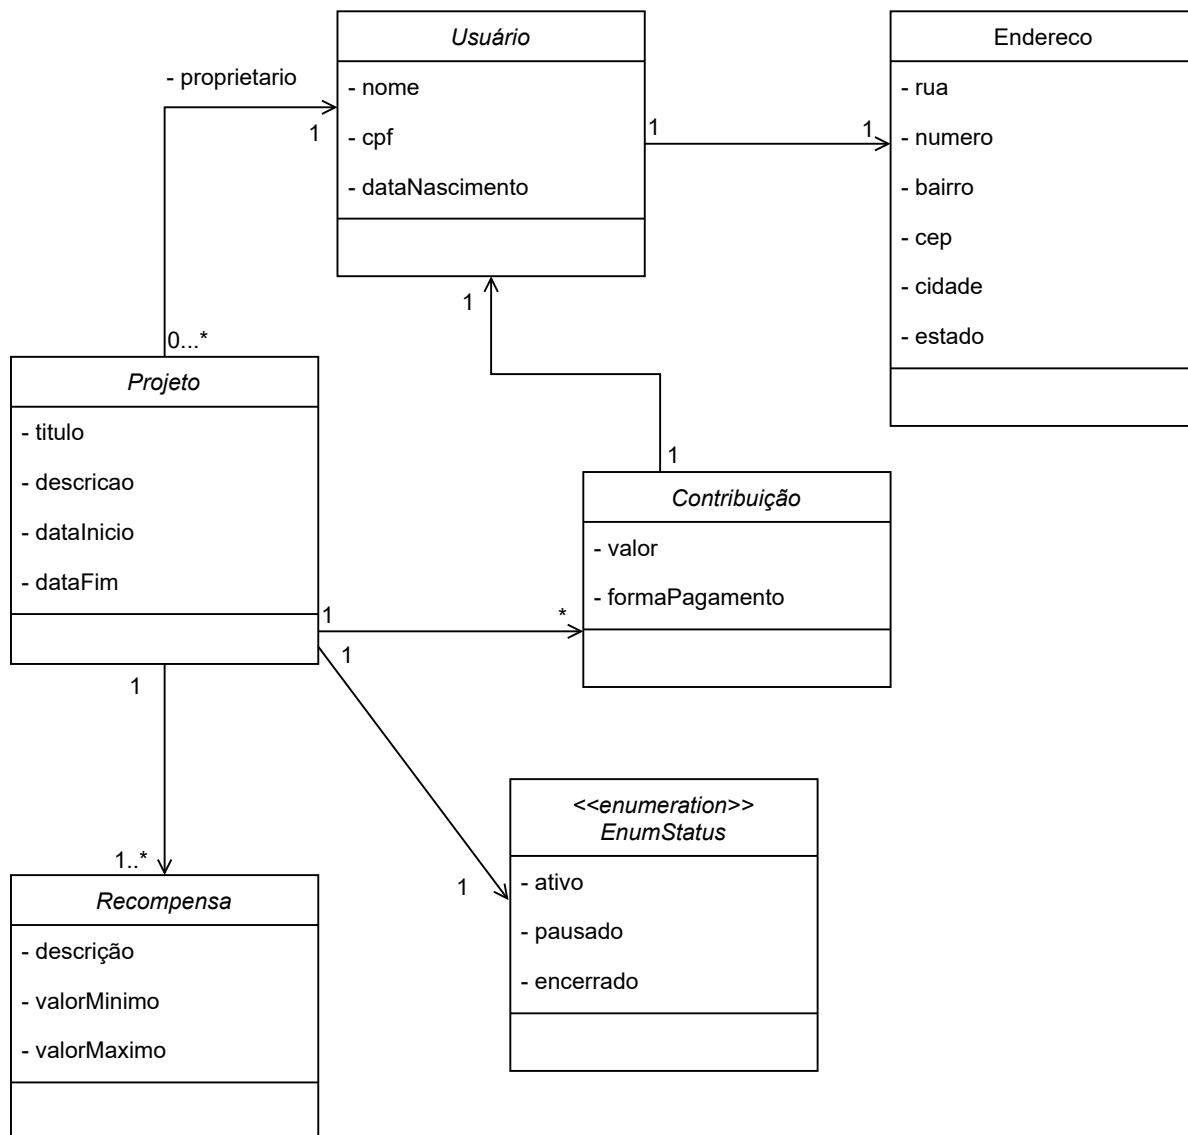 Usuário
- nome
- cpf
- dataNascimento
Endereco
- rua
- numero
- bairro
- cep
- cidade
- estado
- proprietario
1
0...*
1
1
1
1
Projeto
- titulo
- descricao
- dataInicio
- dataFim
Contribuição
- valor
- formaPagamento
1
*
1
1
1
1..*
<<enumeration>>
EnumStatus
- ativo
- pausado
- encerrado
Recompensa
- descrição
- valorMinimo
- valorMaximo